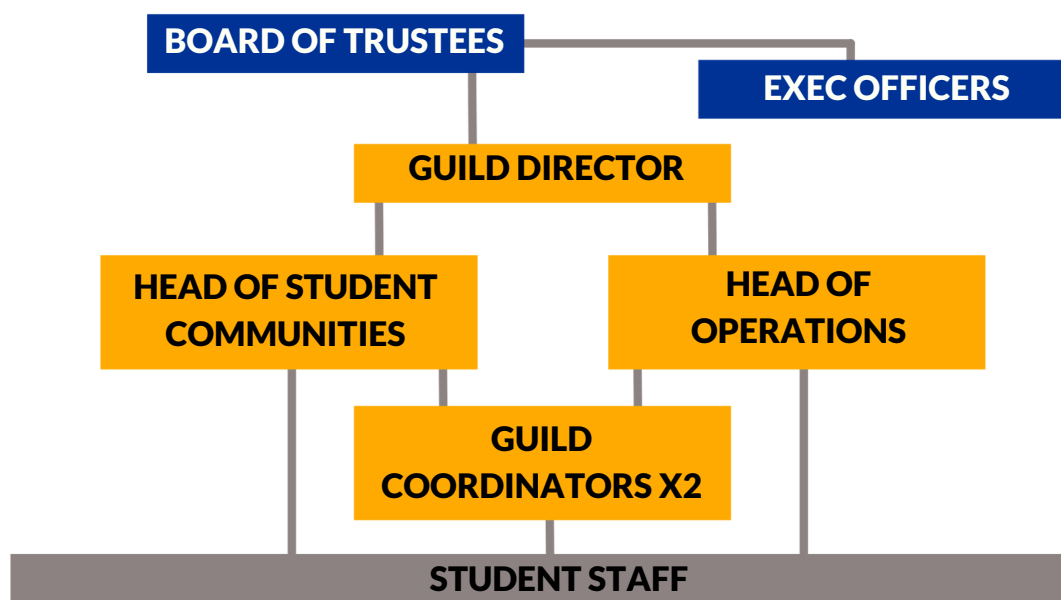 BOARD OF TRUSTEES
EXEC OFFICERS
GUILD DIRECTOR
HEAD OF STUDENT
COMMUNITIES
HEAD OF
OPERATIONS
GUILD
COORDINATORS X2
STUDENT STAFF